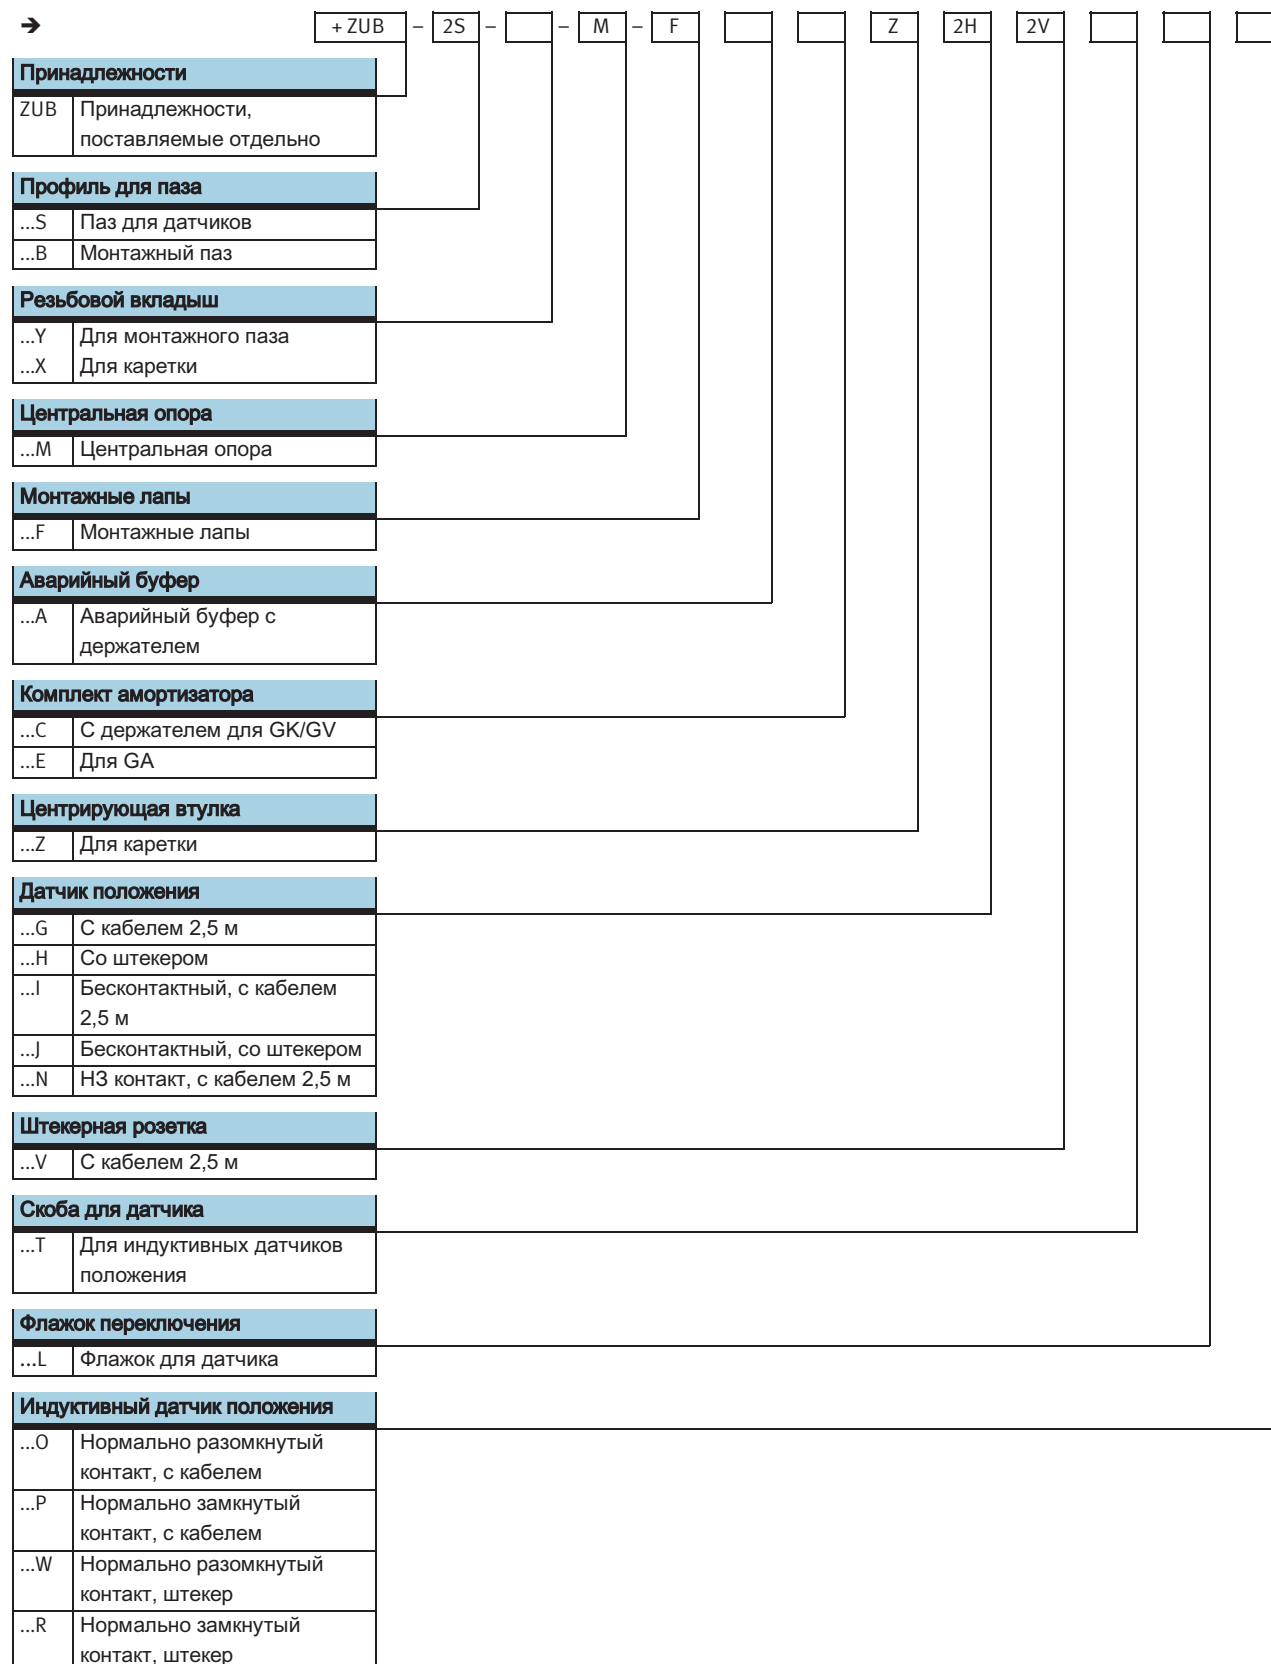 ➔ + ZUB – 2S – – M – F Z 2H 2V
Принадлежности
ZUB Принадлежности,
поставляемые отдельно
Профиль для паза
...S Паз для датчиков
...B Монтажный паз
Резьбовой вкладыш
...Y Для монтажного паза
...X Для каретки
Центральная опора
...M Центральная опора
Монтажные лапы
...F Монтажные лапы
Аварийный буфер
...A Аварийный буфер с
держателем
Комплект амортизатора
...C С держателем для GK/GV
...E Для GA
Центрирующая втулка
...Z Для каретки
Датчик положения
...G С кабелем 2,5 м
...H Со штекером
...I Бесконтактный, с кабелем
2,5 м
...J Бесконтактный, со штекером
...N НЗ контакт, с кабелем 2,5 м
Штекерная розетка
...V С кабелем 2,5 м
Скоба для датчика
...T Для индуктивных датчиков
положения
Флажок переключения
...L Флажок для датчика
Индуктивный датчик положения
...O Нормально разомкнутый
контакт, с кабелем
...P Нормально замкнутый
контакт, с кабелем
...W Нормально разомкнутый
контакт, штекер
...R Нормально замкнутый
контакт, штекер